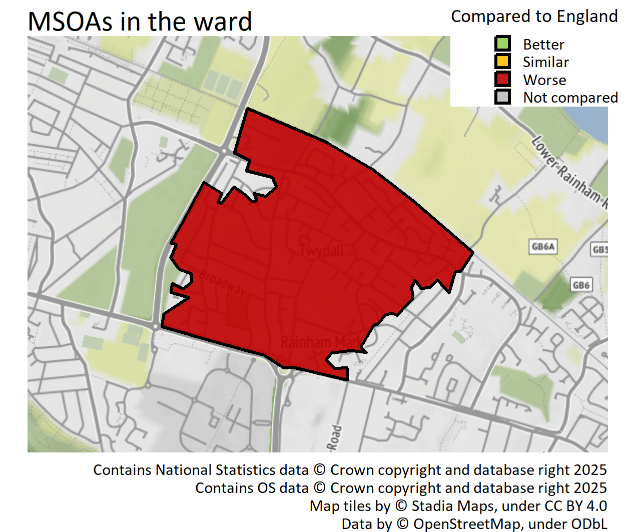 MSOAs in the ward
Compared to England
Better
Similar
Worse
Not compared
Lower-Rainham-R
GB6A
GB5
GB6
Twydall
Broadway
Rainham Mark
Road
Contains National Statistics data © Crown copyright and database right 2025
Contains OS data © Crown copyright and database right 2025
Map tiles by © Stadia Maps, under CC BY 4.0
Data by © OpenStreetMap, under ODbL